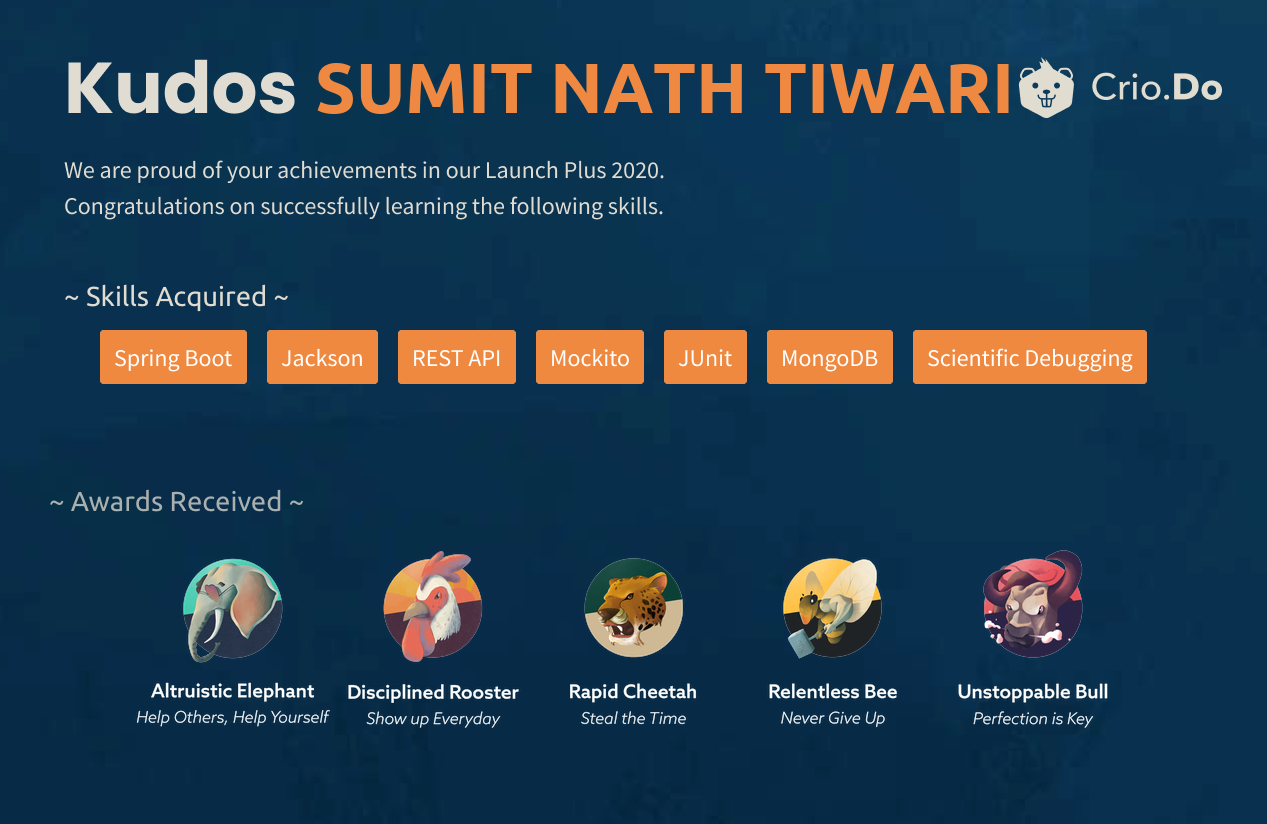 Kudos SUMIT NATH TIWARI Crio.Do
We are proud of your achievements in our Launch Plus 2020.
Congratulations on successfully learning the following skills.
~ Skills Acquired ~
Spring Boot Jackson REST API Mockito JUnit MongoDB Scientific Debugging
~ Awards Received ~
Altruistic Elephant Disciplined Rooster Rapid Cheetah Relentless Bee Unstoppable Bull
Help Others, Help Yourself Show up Everyday Steal the Time Never Give Up Perfection is Key